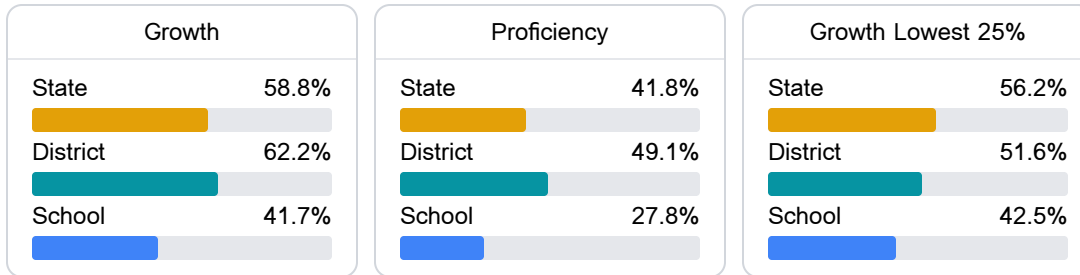 Growth
State 58.8%
District 62.2%
School 41.7%
Proficiency
State 41.8%
District 49.1%
School 27.8%
Growth Lowest 25%
State 56.2%
District 51.6%
School 42.5%